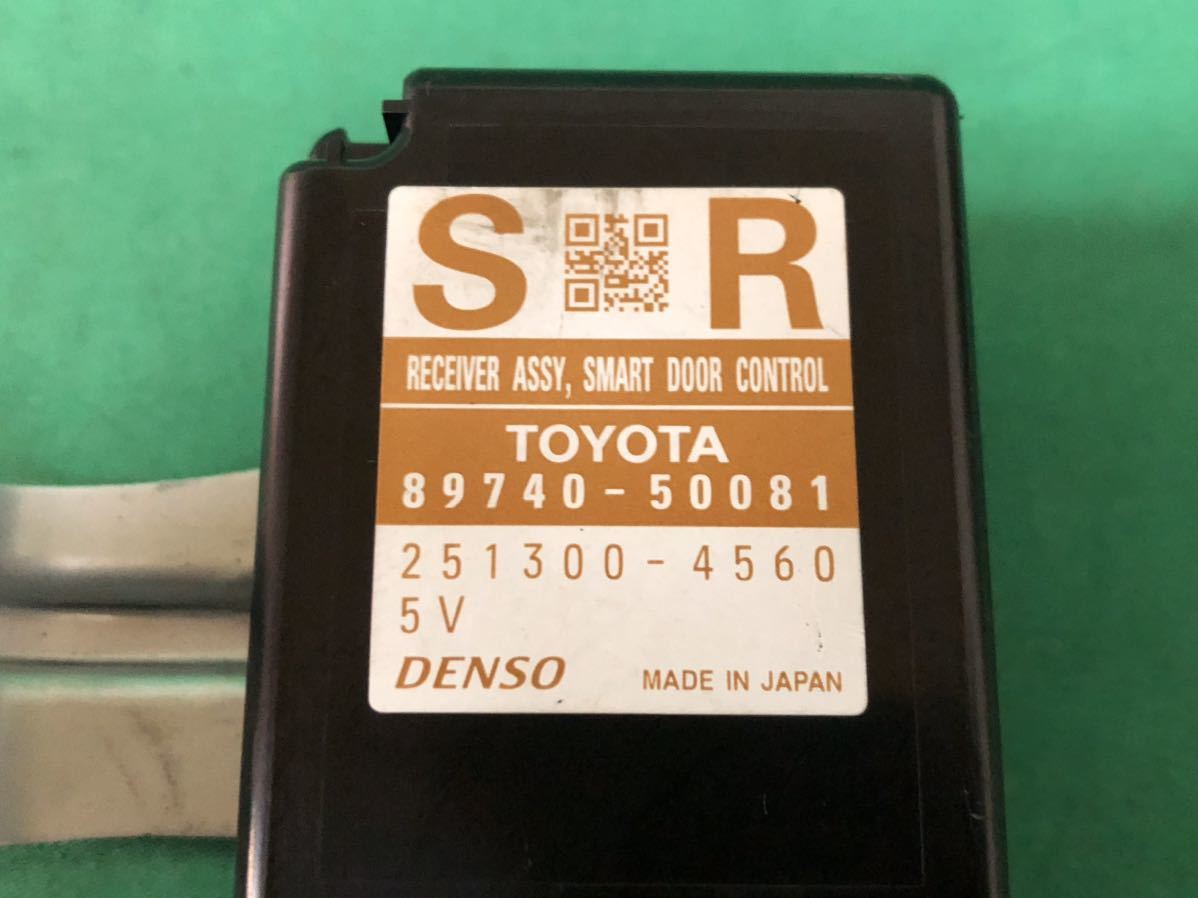 S R
RECEIVER ASSY, SMART DOOR CONTROL
TOYOTA
89740-50081
251300-4560
5V
DENSO MADE IN JAPAN